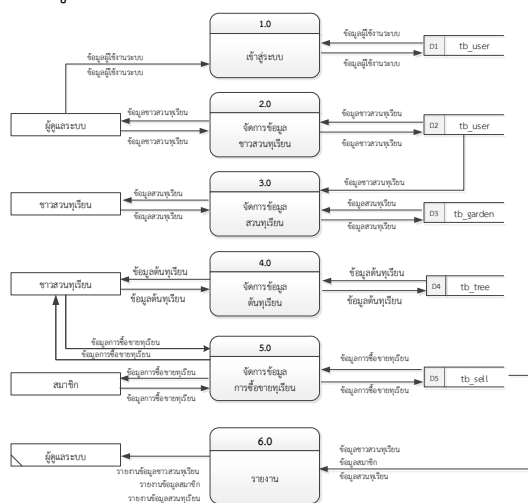 1.0
เข้าสู่ระบบ
ข้อมูลผู้ใช้งานระบบ
ข้อมูลผู้ใช้งานระบบ
D1 tb_user
ข้อมูลผู้ใช้งานระบบ
ข้อมูลผู้ใช้งานระบบ
2.0
จัดการข้อมูล
ชาวสวนทุเรียน
ผู้ดูแลระบบ
ข้อมูลชาวสวนทุเรียน
ข้อมูลชาวสวนทุเรียน
ข้อมูลชาวสวนทุเรียน
ข้อมูลชาวสวนทุเรียน
D2 tb_user
ข้อมูลชาวสวนทุเรียน
3.0
จัดการข้อมูล
สวนทุเรียน
ชาวสวนทุเรียน
ข้อมูลสวนทุเรียน
ข้อมูลสวนทุเรียน
ข้อมูลสวนทุเรียน
ข้อมูลสวนทุเรียน
D3 tb_garden
4.0
จัดการข้อมูล
ต้นทุเรียน
ชาวสวนทุเรียน
ข้อมูลต้นทุเรียน
ข้อมูลต้นทุเรียน
ข้อมูลต้นทุเรียน
ข้อมูลต้นทุเรียน
D4 tb_tree
5.0
จัดการข้อมูล
การซื้อขายทุเรียน
ข้อมูลการซื้อขายทุเรียน
ข้อมูลการซื้อขายทุเรียน
สมาชิก
ข้อมูลการซื้อขายทุเรียน
ข้อมูลการซื้อขายทุเรียน
ข้อมูลการซื้อขายทุเรียน
ข้อมูลการซื้อขายทุเรียน
D5 tb_sell
6.0
รายงาน
ผู้ดูแลระบบ
รายงานข้อมูลชาวสวนทุเรียน
รายงานข้อมูลสมาชิก
รายงานข้อมูลสวนทุเรียน
ข้อมูลชาวสวนทุเรียน
ข้อมูลสมาชิก
ข้อมูลสวนทุเรียน